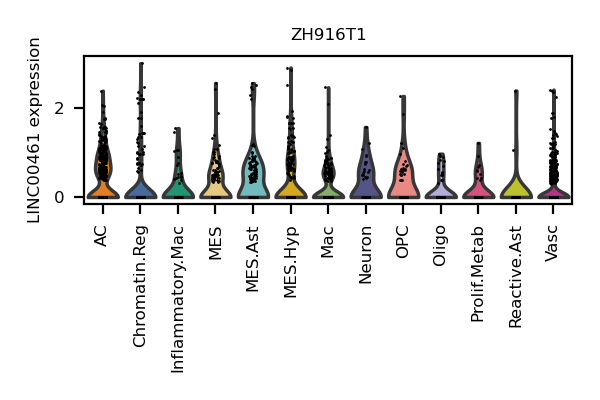 ZH916T1
LINC00461 expression
2
0
AC
Chromatin.Reg
Inflammatory.Mac
MES
MES.Ast
MES.Hyp
Mac
Neuron
OPC
Oligo
Prolif.Metab
Reactive.Ast
Vasc